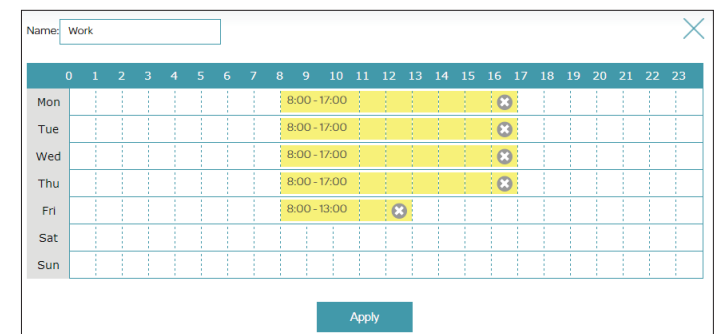 Name: Work
0 1 2 3 4 5 6 7 8 9 10 11 12 13 14 15 16 17 18 19 20 21 22 23
Mon 8:00 - 17:00
Tue 8:00 - 17:00
Wed 8:00 - 17:00
Thu 8:00 - 17:00
Fri 8:00 - 13:00
Sat
Sun
Apply